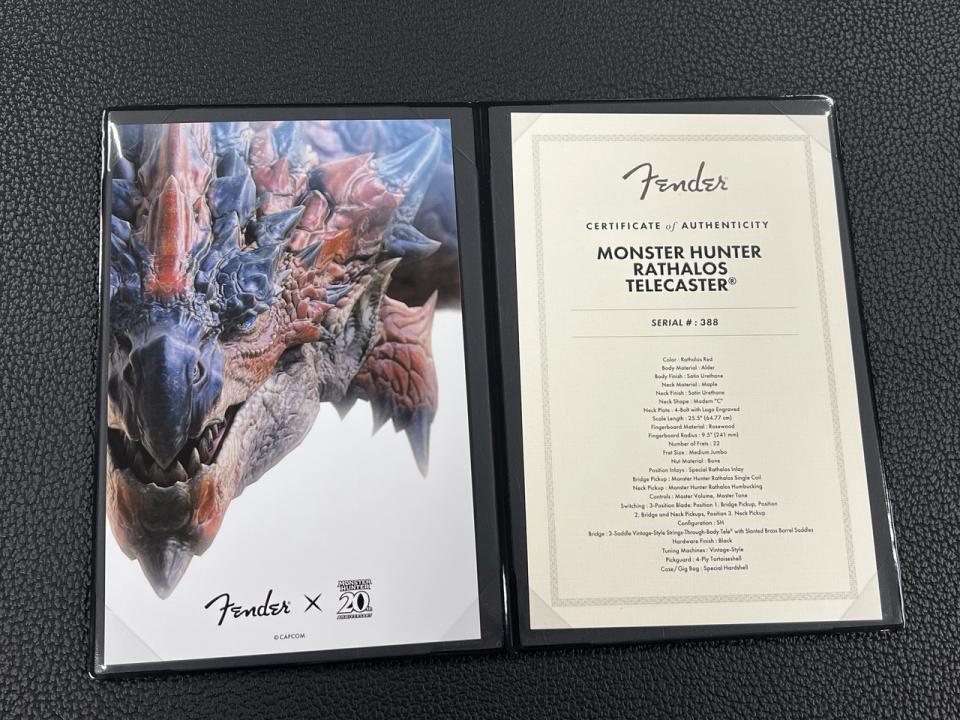 Fender® X MONSTER HUNTER 20th ANNIVERSARY
©CAPCOM
Fender®
CERTIFICATE of AUTHENTICITY
MONSTER HUNTER
RATHALOS
TELECASTER®
SERIAL # : 388
Color : Rathalos Red
Body Material : Alder
Body Finish : Satin Urethane
Neck Material : Maple
Neck Finish : Satin Urethane
Neck Shape : Modern "C"
Neck Plate : 4-Bolt with Logo Engraved
Scale Length : 25.5" (64.77 cm)
Fingerboard Material : Rosewood
Fingerboard Radius : 9.5" (241 mm)
Number of Frets : 22
Fret Size : Medium Jumbo
Nut Material : Bone
Position Inlays : Special Rathalos Inlay
Bridge Pickup : Monster Hunter Rathalos Single Coil
Neck Pickup : Monster Hunter Rathalos Humbucking
Controls : Master Volume, Master Tone
Switching : 3-Position Blade: Position 1. Bridge Pickup, Position
2. Bridge and Neck Pickups, Position 3. Neck Pickup
Configuration : SH
Bridge : 3-Saddle Vintage-Style Strings-Through-Body Tele® with Slanted Brass Barrel Saddles
Hardware Finish : Black
Tuning Machines : Vintage-Style
Pickguard : 4-Ply Tortoiseshell
Case/ Gig Bag : Special Hardshell